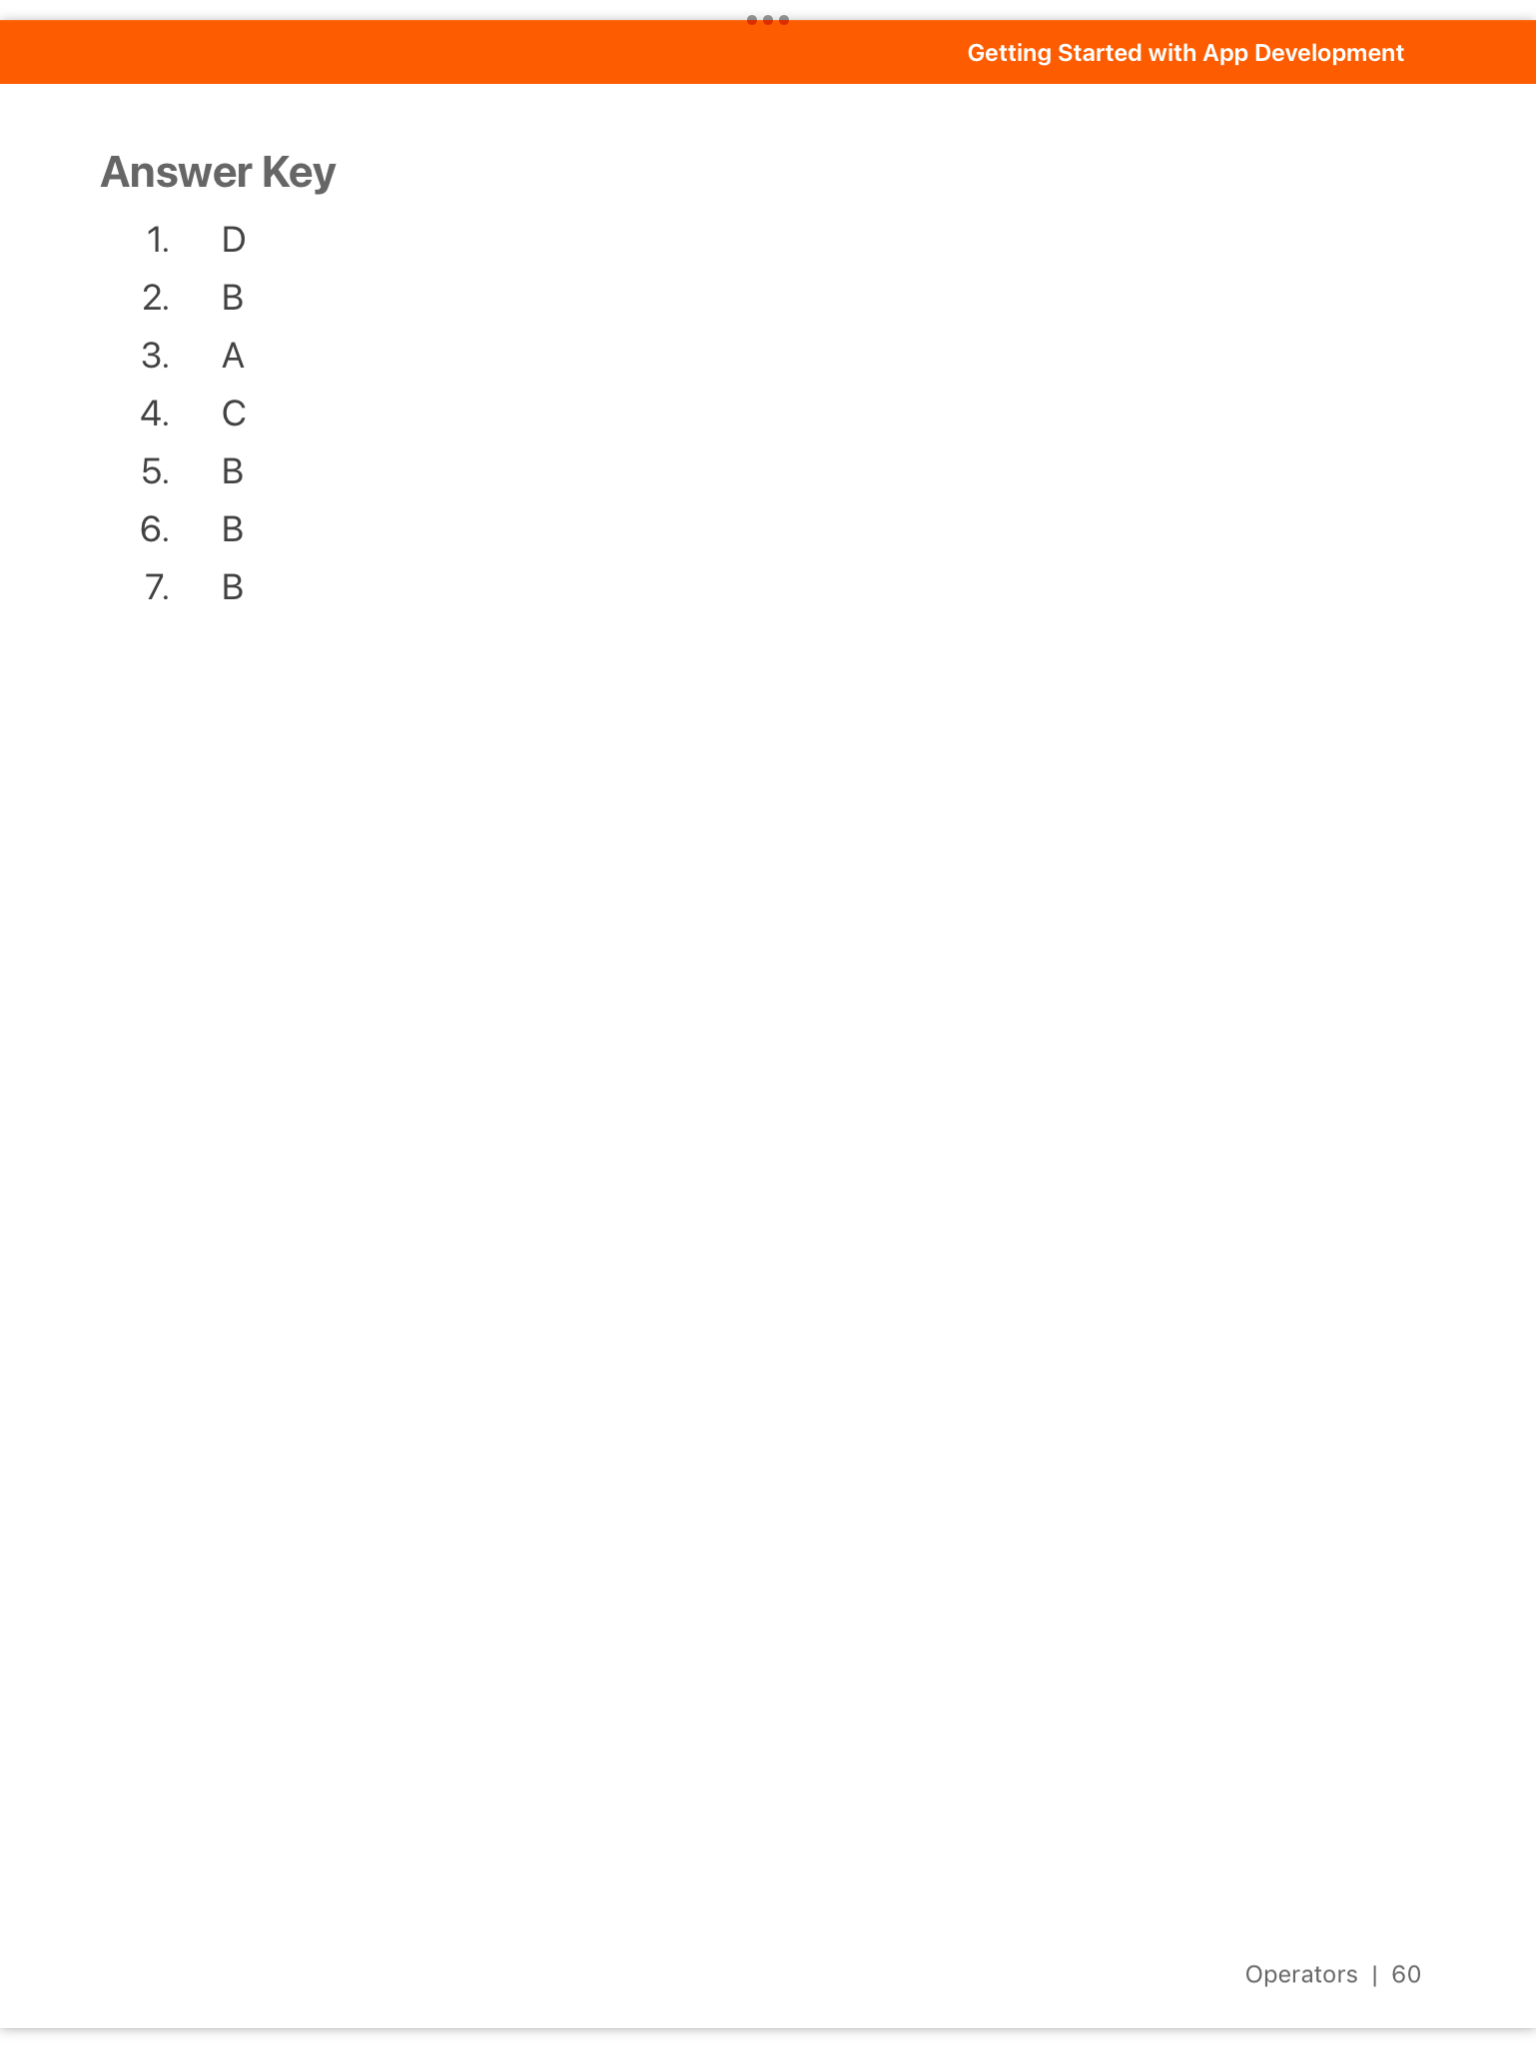 Getting Started with App Development
Answer Key
1. D
2. B
3. A
4. C
5. B
6. B
7. B
Operators | 60